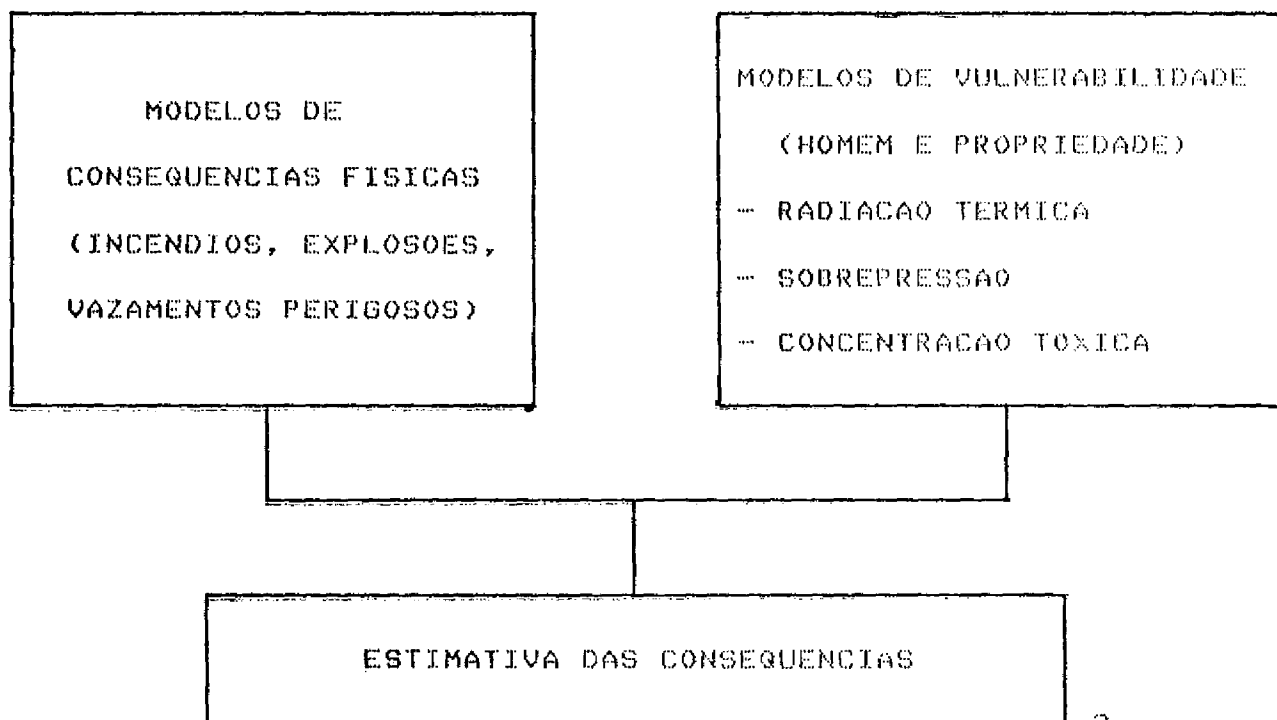 MODELOS DE
CONSEQUENCIAS FISICAS
(INCENDIOS, EXPLOSOES,
VAZAMENTOS PERIGOSOS)
MODELOS DE VULNERABILIDADE
(HOMEM E PROPRIEDADE)
- RADIACAO TERMICA
- SOBREPRESSAO
- CONCENTRACAO TOXICA
ESTIMATIVA DAS CONSEQUENCIAS